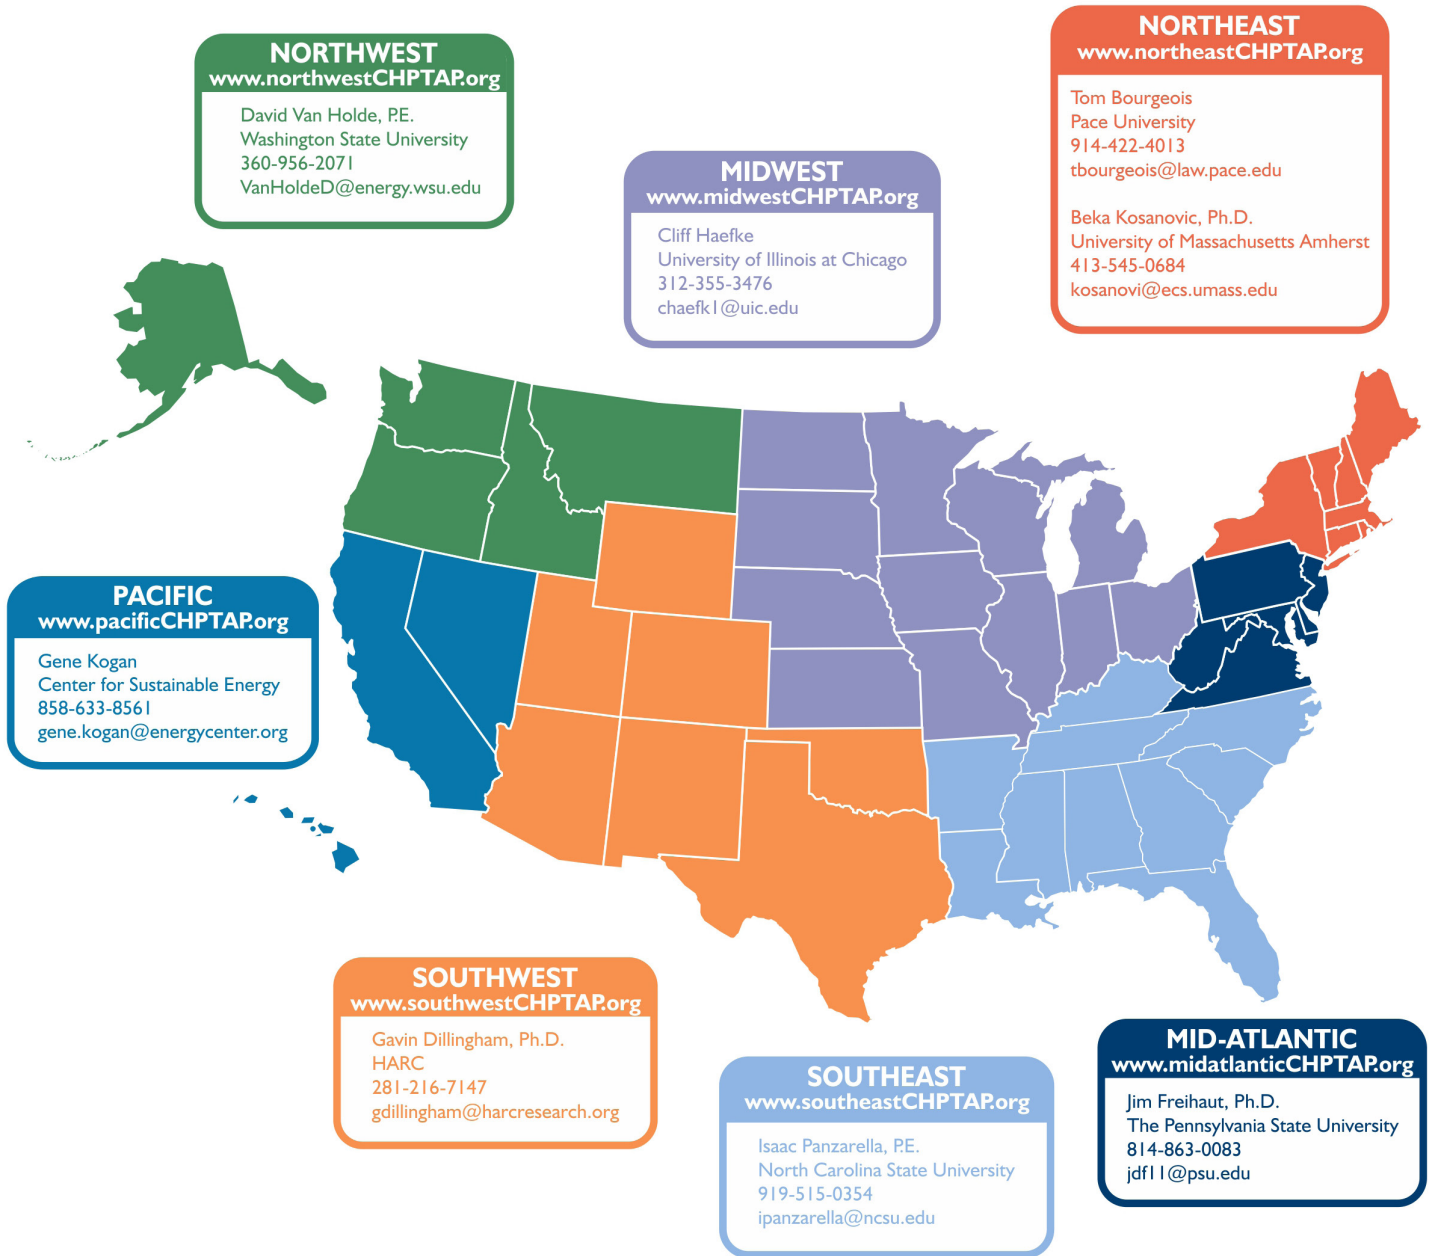 NORTHWEST
www.northwestCHPTAP.org
David Van Holde, P.E.
Washington State University
360-956-2071
VanHoldeD@energy.wsu.edu
MIDWEST
www.midwestCHPTAP.org
Cliff Haefke
University of Illinois at Chicago
312-355-3476
chaefk1@uic.edu
NORTHEAST
www.northeastCHPTAP.org
Tom Bourgeois
Pace University
914-422-4013
tbourgeois@law.pace.edu
Beka Kosanovic, Ph.D.
University of Massachusetts Amherst
413-545-0684
kosanovi@ecs.umass.edu
PACIFIC
www.pacificCHPTAP.org
Gene Kogan
Center for Sustainable Energy
858-633-8561
gene.kogan@energycenter.org
SOUTHWEST
www.southwestCHPTAP.org
Gavin Dillingham, Ph.D.
HARC
281-216-7147
gdillingham@harcresearch.org
SOUTHEAST
www.southeastCHPTAP.org
Isaac Panzarella, P.E.
North Carolina State University
919-515-0354
ipanzarella@ncsu.edu
MID-ATLANTIC
www.midatlanticCHPTAP.org
Jim Freihaut, Ph.D.
The Pennsylvania State University
814-863-0083
jdf11@psu.edu